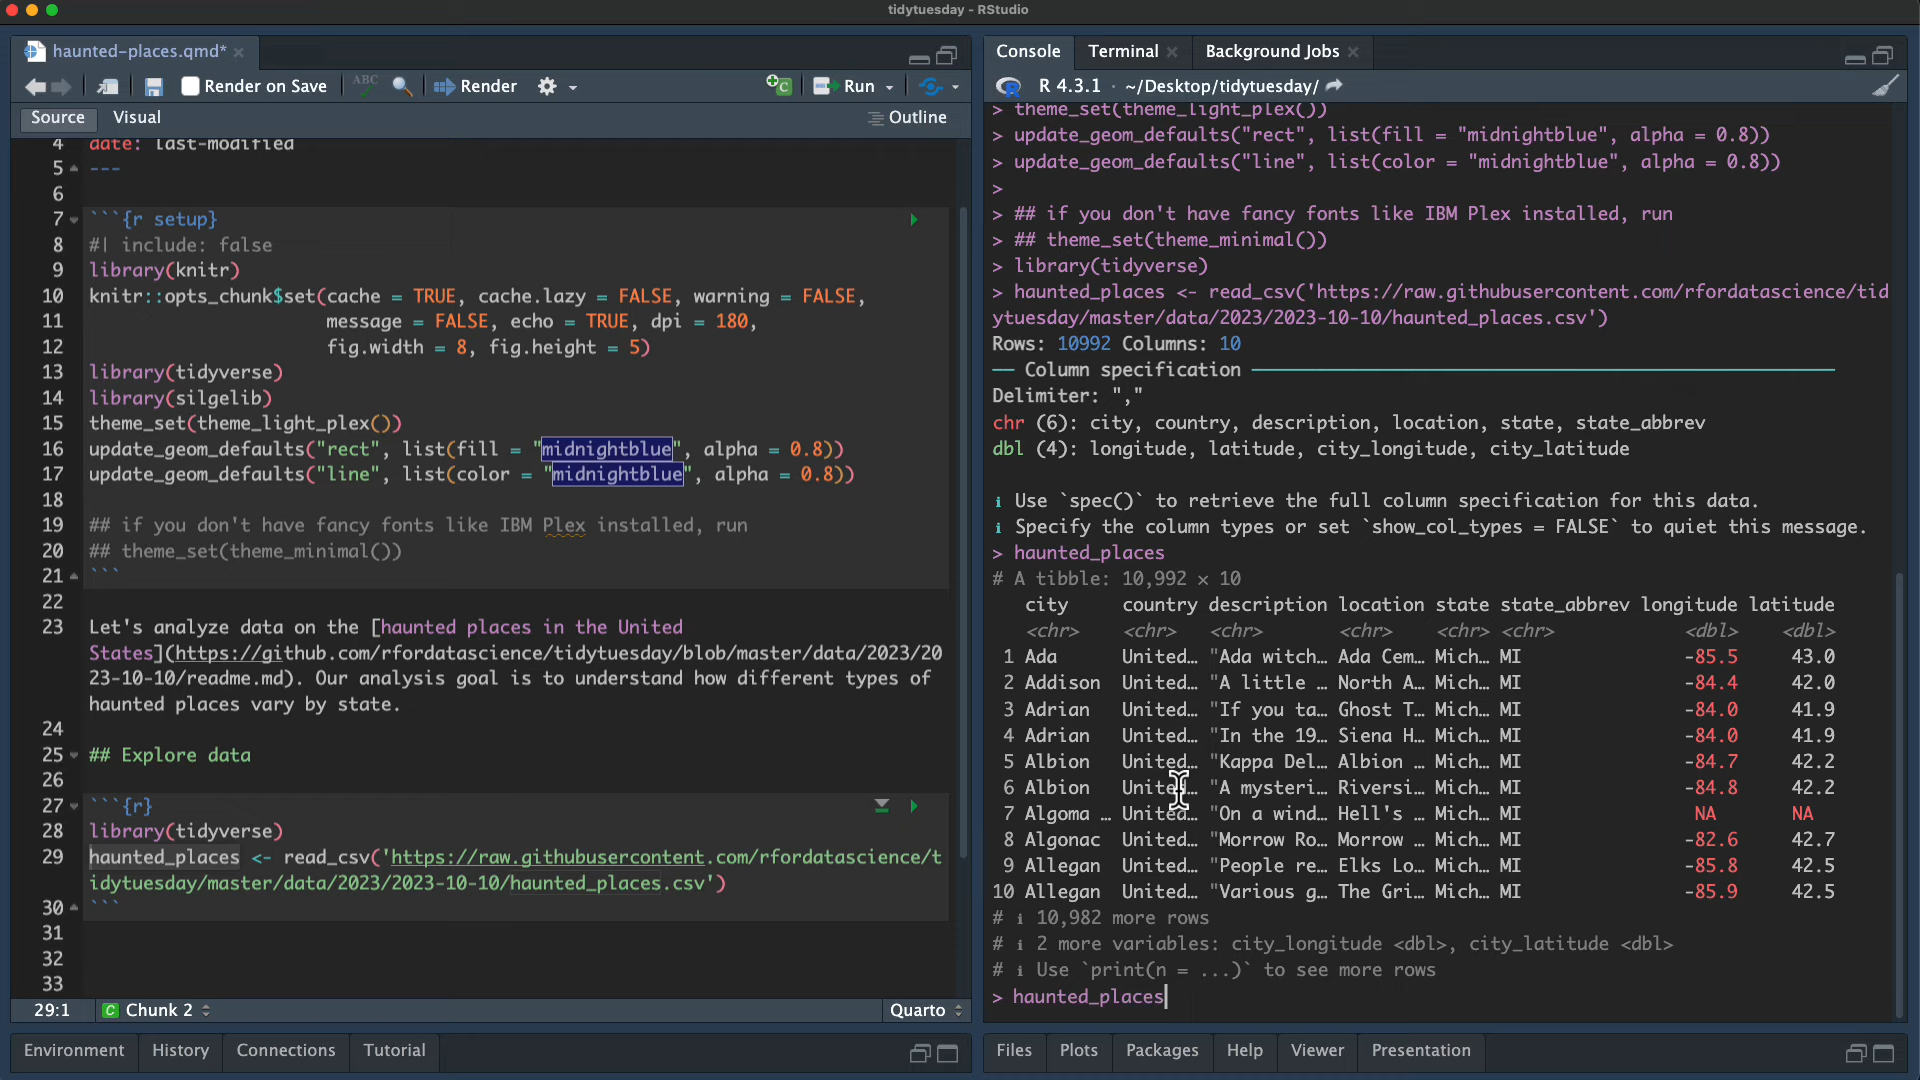 tidytuesday - RStudio
haunted-places.qmd*
Render on Save
ABC
Render
Run
Source Visual
Outline
4 date: last-modified
5 ---
6
7 ```{r setup}
8 #| include: false
9 library(knitr)
10 knitr::opts_chunk$set(cache = TRUE, cache.lazy = FALSE, warning = FALSE,
11 message = FALSE, echo = TRUE, dpi = 180,
12 fig.width = 8, fig.height = 5)
13 library(tidyverse)
14 library(silgelib)
15 theme_set(theme_light_plex())
16 update_geom_defaults("rect", list(fill = "midnightblue", alpha = 0.8))
17 update_geom_defaults("line", list(color = "midnightblue", alpha = 0.8))
18
19 ## if you don't have fancy fonts like IBM Plex installed, run
20 ## theme_set(theme_minimal())
21 ```
22
23 Let's analyze data on the [haunted places in the United
States](https://github.com/rfordatascience/tidytuesday/blob/master/data/2023/20
23-10-10/readme.md). Our analysis goal is to understand how different types of
haunted places vary by state.
24
25 ## Explore data
26
27 ```{r}
28 library(tidyverse)
29 haunted_places <- read_csv('https://raw.githubusercontent.com/rfordatascience/t
idytuesday/master/data/2023/2023-10-10/haunted_places.csv')
30 ```
31
32
33
29:1 C Chunk 2 Quarto
Environment History Connections Tutorial
Console Terminal Background Jobs
R 4.3.1 · ~/Desktop/tidytuesday/
> theme_set(theme_light_plex())
> update_geom_defaults("rect", list(fill = "midnightblue", alpha = 0.8))
> update_geom_defaults("line", list(color = "midnightblue", alpha = 0.8))
>
> ## if you don't have fancy fonts like IBM Plex installed, run
> ## theme_set(theme_minimal())
> library(tidyverse)
> haunted_places <- read_csv('https://raw.githubusercontent.com/rfordatascience/tid
ytuesday/master/data/2023/2023-10-10/haunted_places.csv')
Rows: 10992 Columns: 10
── Column specification ──────────
Delimiter: ","
chr (6): city, country, description, location, state, state_abbrev
dbl (4): longitude, latitude, city_longitude, city_latitude
ℹ Use `spec()` to retrieve the full column specification for this data.
ℹ Specify the column types or set `show_col_types = FALSE` to quiet this message.
> haunted_places
# A tibble: 10,992 × 10
city country description location state state_abbrev longitude latitude
<chr> <chr> <chr> <chr> <chr> <chr> <dbl> <dbl>
1 Ada United… "Ada witch… Ada Cem… Mich… MI -85.5 43.0
2 Addison United… "A little … North A… Mich… MI -84.4 42.0
3 Adrian United… "If you ta… Ghost T… Mich… MI -84.0 41.9
4 Adrian United… "In the 19… Siena H… Mich… MI -84.0 41.9
5 Albion United… "Kappa Del… Albion … Mich… MI -84.7 42.2
6 Albion United… "A mysteri… Riversi… Mich… MI -84.8 42.2
7 Algoma … United… "On a wind… Hell's … Mich… MI NA NA
8 Algonac United… "Morrow Ro… Morrow … Mich… MI -82.6 42.7
9 Allegan United… "People re… Elks Lo… Mich… MI -85.8 42.5
10 Allegan United… "Various g… The Gri… Mich… MI -85.9 42.5
# ℹ 10,982 more rows
# ℹ 2 more variables: city_longitude <dbl>, city_latitude <dbl>
# ℹ Use `print(n = ...)` to see more rows
> haunted_places
Files Plots Packages Help Viewer Presentation